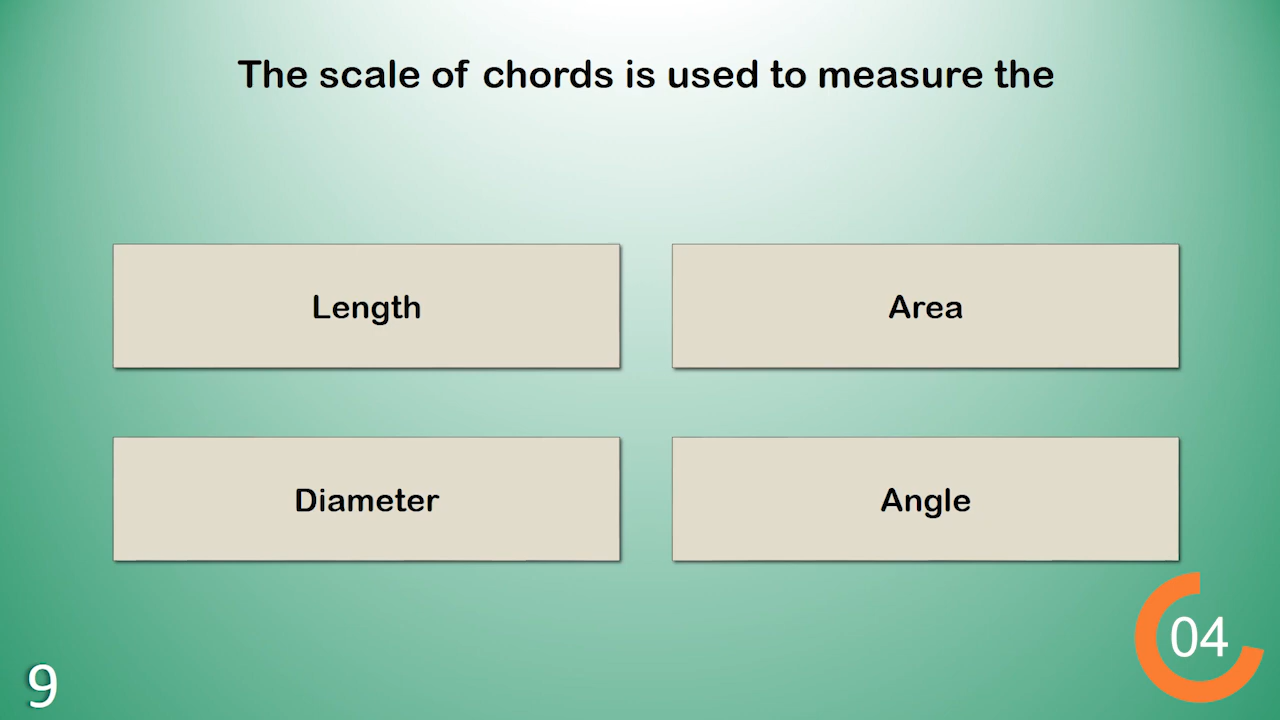 The scale of chords is used to measure the
Length
Area
Diameter
Angle
04
9